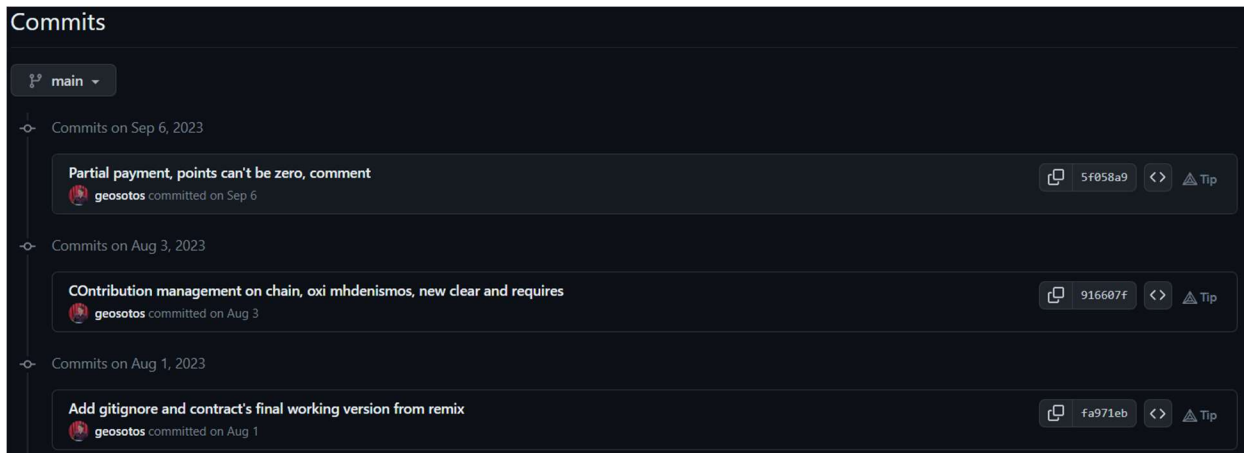 Commits
main
Commits on Sep 6, 2023
Partial payment, points can't be zero, comment
geosotos committed on Sep 6
5f058a9 <> Tip
Commits on Aug 3, 2023
COntribution management on chain, oxi mhdenismos, new clear and requires
geosotos committed on Aug 3
916607f <> Tip
Commits on Aug 1, 2023
Add gitignore and contract's final working version from remix
geosotos committed on Aug 1
fa971eb <> Tip